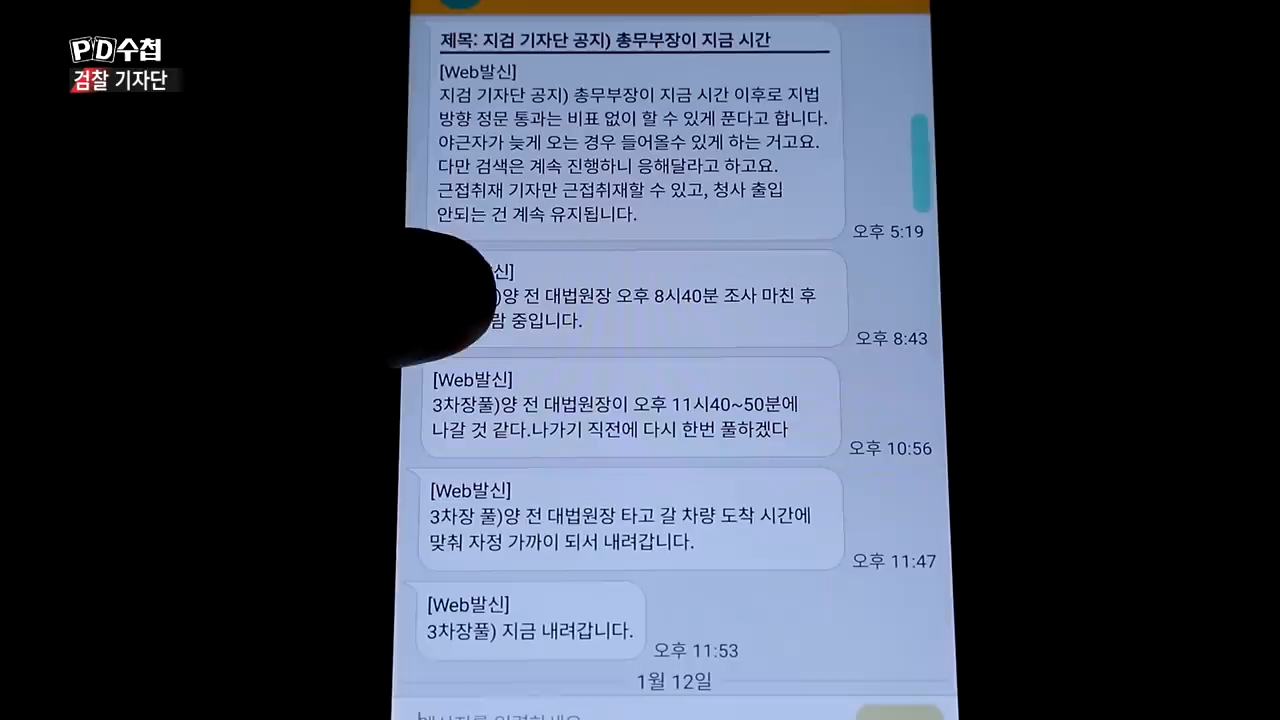 PD수첩
검찰 기자단
제목: 지검 기자단 공지) 총무부장이 지금 시간
[Web발신]
지검 기자단 공지) 총무부장이 지금 시간 이후로 지법
방향 정문 통과는 비표 없이 할 수 있게 푼다고 합니다.
야근자가 늦게 오는 경우 들어올수 있게 하는 거고요.
다만 검색은 계속 진행하니 응해달라고 하고요.
근접취재 기자만 근접취재할 수 있고, 청사 출입
안되는 건 계속 유지됩니다.
오후 5:19
신]
)양 전 대법원장 오후 8시40분 조사 마친 후
람 중입니다.
오후 8:43
[Web발신]
3차장풀)양 전 대법원장이 오후 11시40~50분에
나갈 것 같다.나가기 직전에 다시 한번 풀하겠다
오후 10:56
[Web발신]
3차장 풀)양 전 대법원장 타고 갈 차량 도착 시간에
맞춰 자정 가까이 되서 내려갑니다.
오후 11:47
[Web발신]
3차장풀) 지금 내려갑니다.
오후 11:53
1월 12일